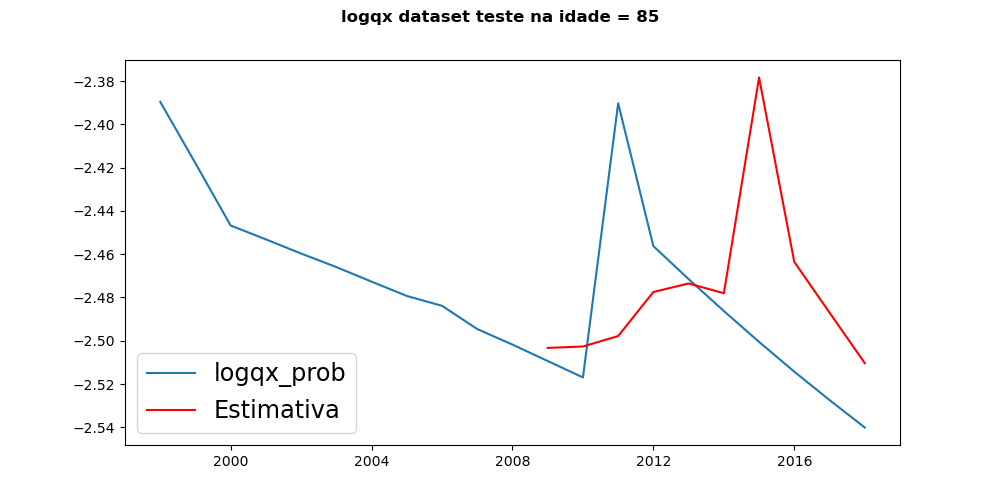 logqx dataset teste na idade = 85
−2.38
−2.40
−2.42
−2.44
−2.46
−2.48
−2.50
−2.52
−2.54
logqx_prob
Estimativa
2000 2004 2008 2012 2016